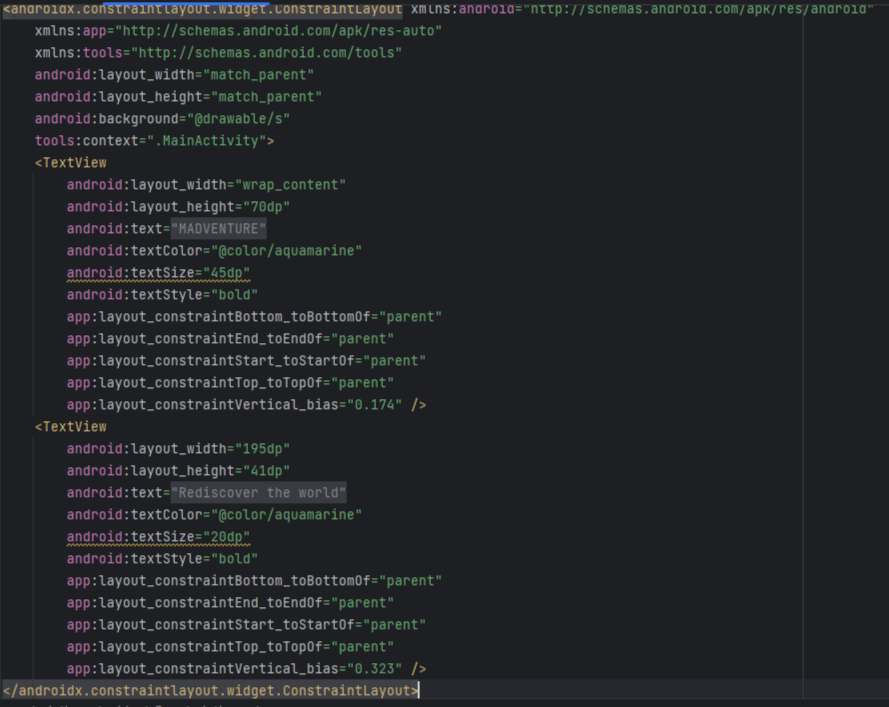 <androidx.constraintlayout.widget.ConstraintLayout xmlns:android="http://schemas.android.com/apk/res/android"
xmlns:app="http://schemas.android.com/apk/res-auto"
xmlns:tools="http://schemas.android.com/tools"
android:layout_width="match_parent"
android:layout_height="match_parent"
android:background="@drawable/s"
tools:context=".MainActivity">
<TextView
android:layout_width="wrap_content"
android:layout_height="70dp"
android:text="MADVENTURE"
android:textColor="@color/aquamarine"
android:textSize="45dp"
android:textStyle="bold"
app:layout_constraintBottom_toBottomOf="parent"
app:layout_constraintEnd_toEndOf="parent"
app:layout_constraintStart_toStartOf="parent"
app:layout_constraintTop_toTopOf="parent"
app:layout_constraintVertical_bias="0.174" />
<TextView
android:layout_width="195dp"
android:layout_height="41dp"
android:text="Rediscover the world"
android:textColor="@color/aquamarine"
android:textSize="20dp"
android:textStyle="bold"
app:layout_constraintBottom_toBottomOf="parent"
app:layout_constraintEnd_toEndOf="parent"
app:layout_constraintStart_toStartOf="parent"
app:layout_constraintTop_toTopOf="parent"
app:layout_constraintVertical_bias="0.323" />
</androidx.constraintlayout.widget.ConstraintLayout>